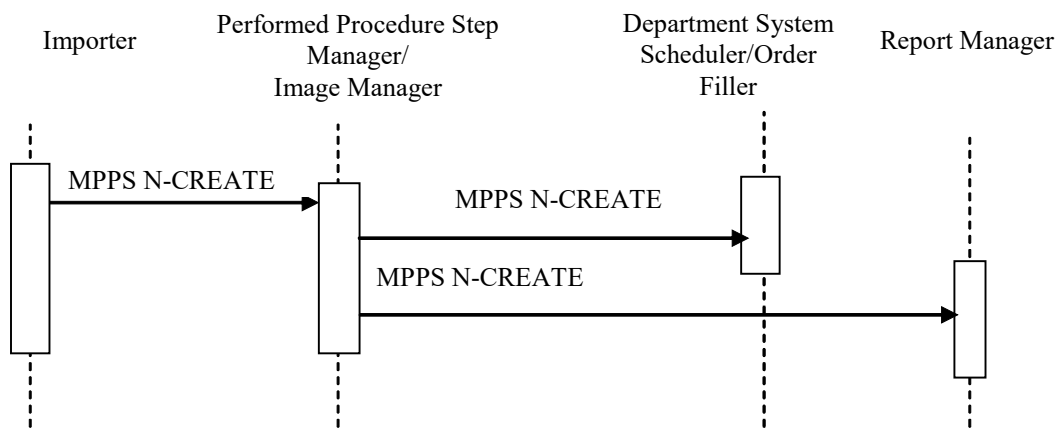 Importer
Performed Procedure Step
Manager/
Image Manager
Department System
Scheduler/Order
Filler
Report Manager
MPPS N-CREATE
MPPS N-CREATE
MPPS N-CREATE